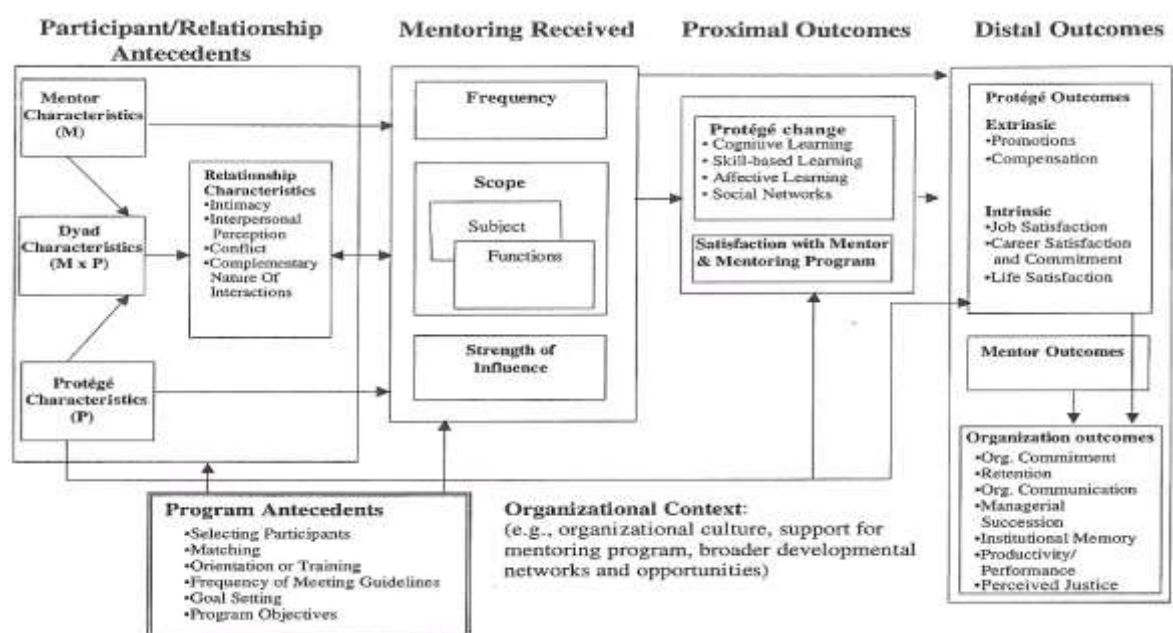 Participant/Relationship
Antecedents
Mentor
Characteristics
(M)
Dyad
Characteristics
(M x P)
Protégé
Characteristics
(P)
Relationship
Characteristics
•Intimacy
•Interpersonal
Perception
•Conflict
•Complementary
Nature Of
Interactions
Mentoring Received
Frequency
Scope
Subject
Functions
Strength of
Influence
Proximal Outcomes
Protégé change
• Cognitive Learning
• Skill-based Learning
• Affective Learning
• Social Networks
Satisfaction with Mentor
& Mentoring Program
Distal Outcomes
Protégé Outcomes
Extrinsic
•Promotions
•Compensation
Intrinsic
•Job Satisfaction
•Career Satisfaction
and Commitment
•Life Satisfaction
Mentor Outcomes
Organization outcomes
•Org. Commitment
•Retention
•Org. Communication
•Managerial
Succession
•Institutional Memory
•Productivity/
Performance
•Perceived Justice
Program Antecedents
•Selecting Participants
•Matching
•Orientation or Training
•Frequency of Meeting Guidelines
•Goal Setting
•Program Objectives
Organizational Context:
(e.g., organizational culture, support for
mentoring program, broader developmental
networks and opportunities)